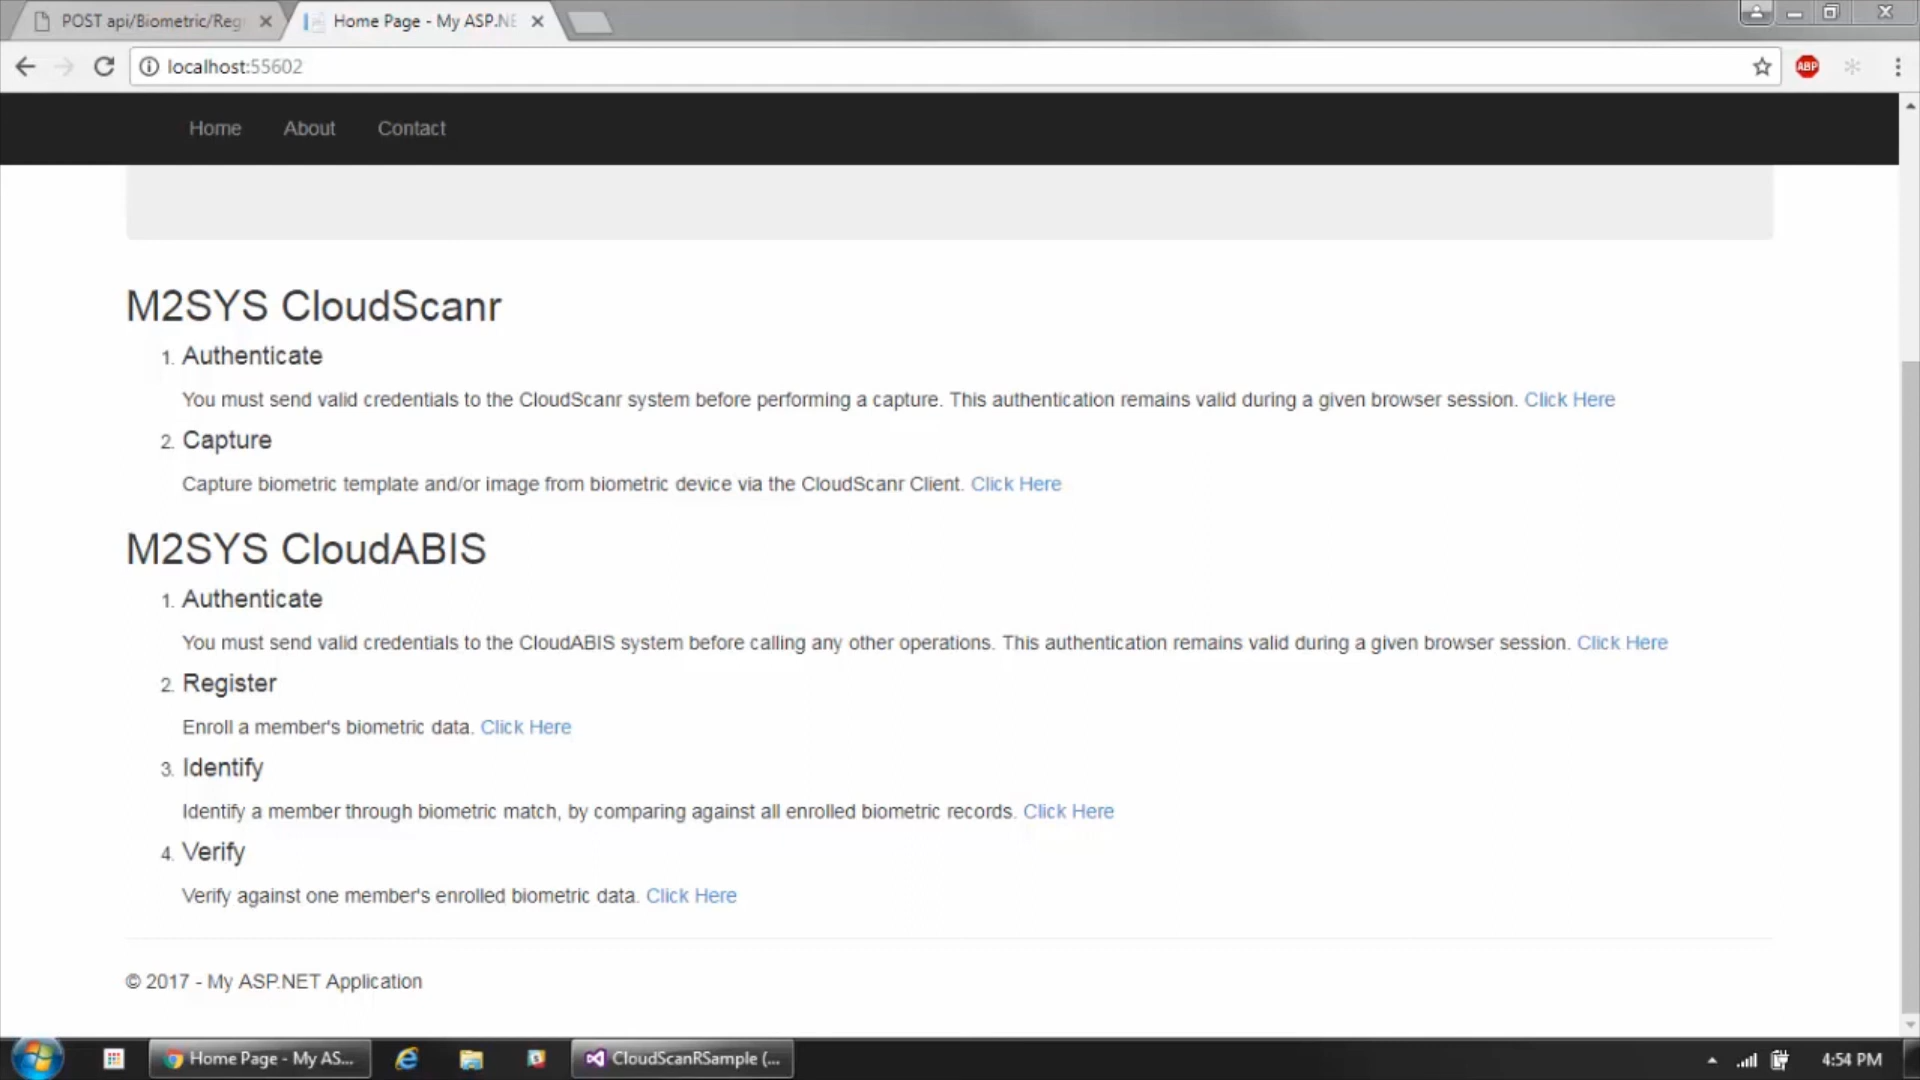 POST api/Biometric/Reg
Home Page - My ASP.NE
localhost:55602
ABP
Home About Contact
M2SYS CloudScanr
1. Authenticate
You must send valid credentials to the CloudScanr system before performing a capture. This authentication remains valid during a given browser session. Click Here
2. Capture
Capture biometric template and/or image from biometric device via the CloudScanr Client. Click Here
M2SYS CloudABIS
1. Authenticate
You must send valid credentials to the CloudABIS system before calling any other operations. This authentication remains valid during a given browser session. Click Here
2. Register
Enroll a member's biometric data. Click Here
3. Identify
Identify a member through biometric match, by comparing against all enrolled biometric records. Click Here
4. Verify
Verify against one member's enrolled biometric data. Click Here
© 2017 - My ASP.NET Application
Home Page - My AS...
CloudScanRSample (...
4:54 PM